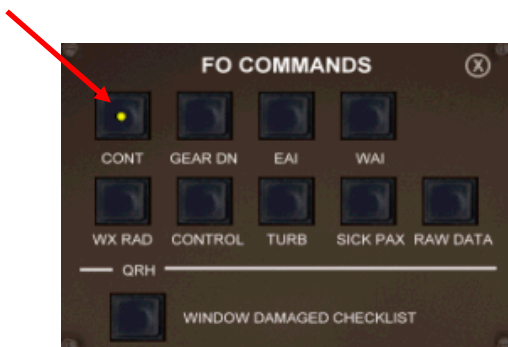 FO COMMANDS X
CONT GEAR DN EAI WAI
WX RAD CONTROL TURB SICK PAX RAW DATA
QRH
WINDOW DAMAGED CHECKLIST